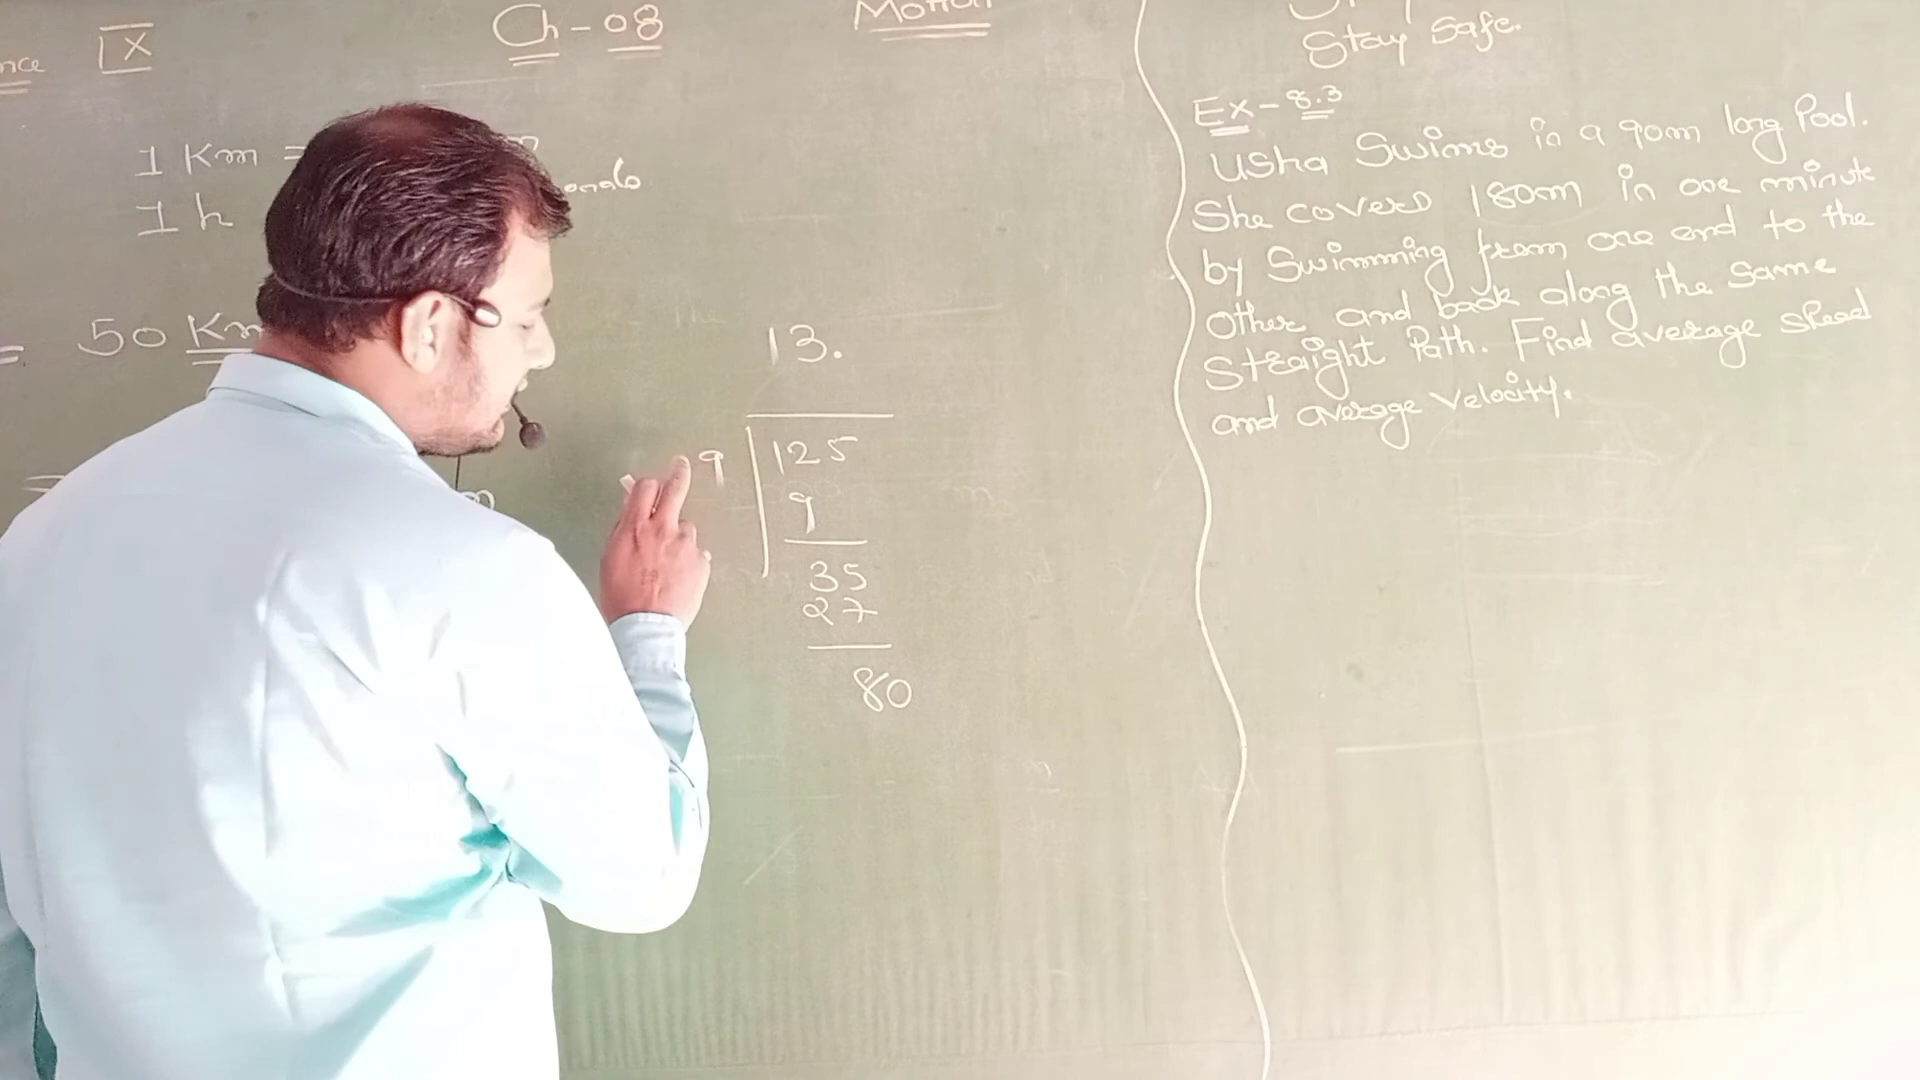 IX
Ch-08
Motion
1 Km =
1 h
50 Km
13.
9
125
9
35
27
80
Stay Safe.
Ex-8.3
Usha Swims in a 90m long Pool.
She covers 180m in one minute
by Swimming from one end to the
other and back along the same
Straight Path. Find average speed
and average velocity.